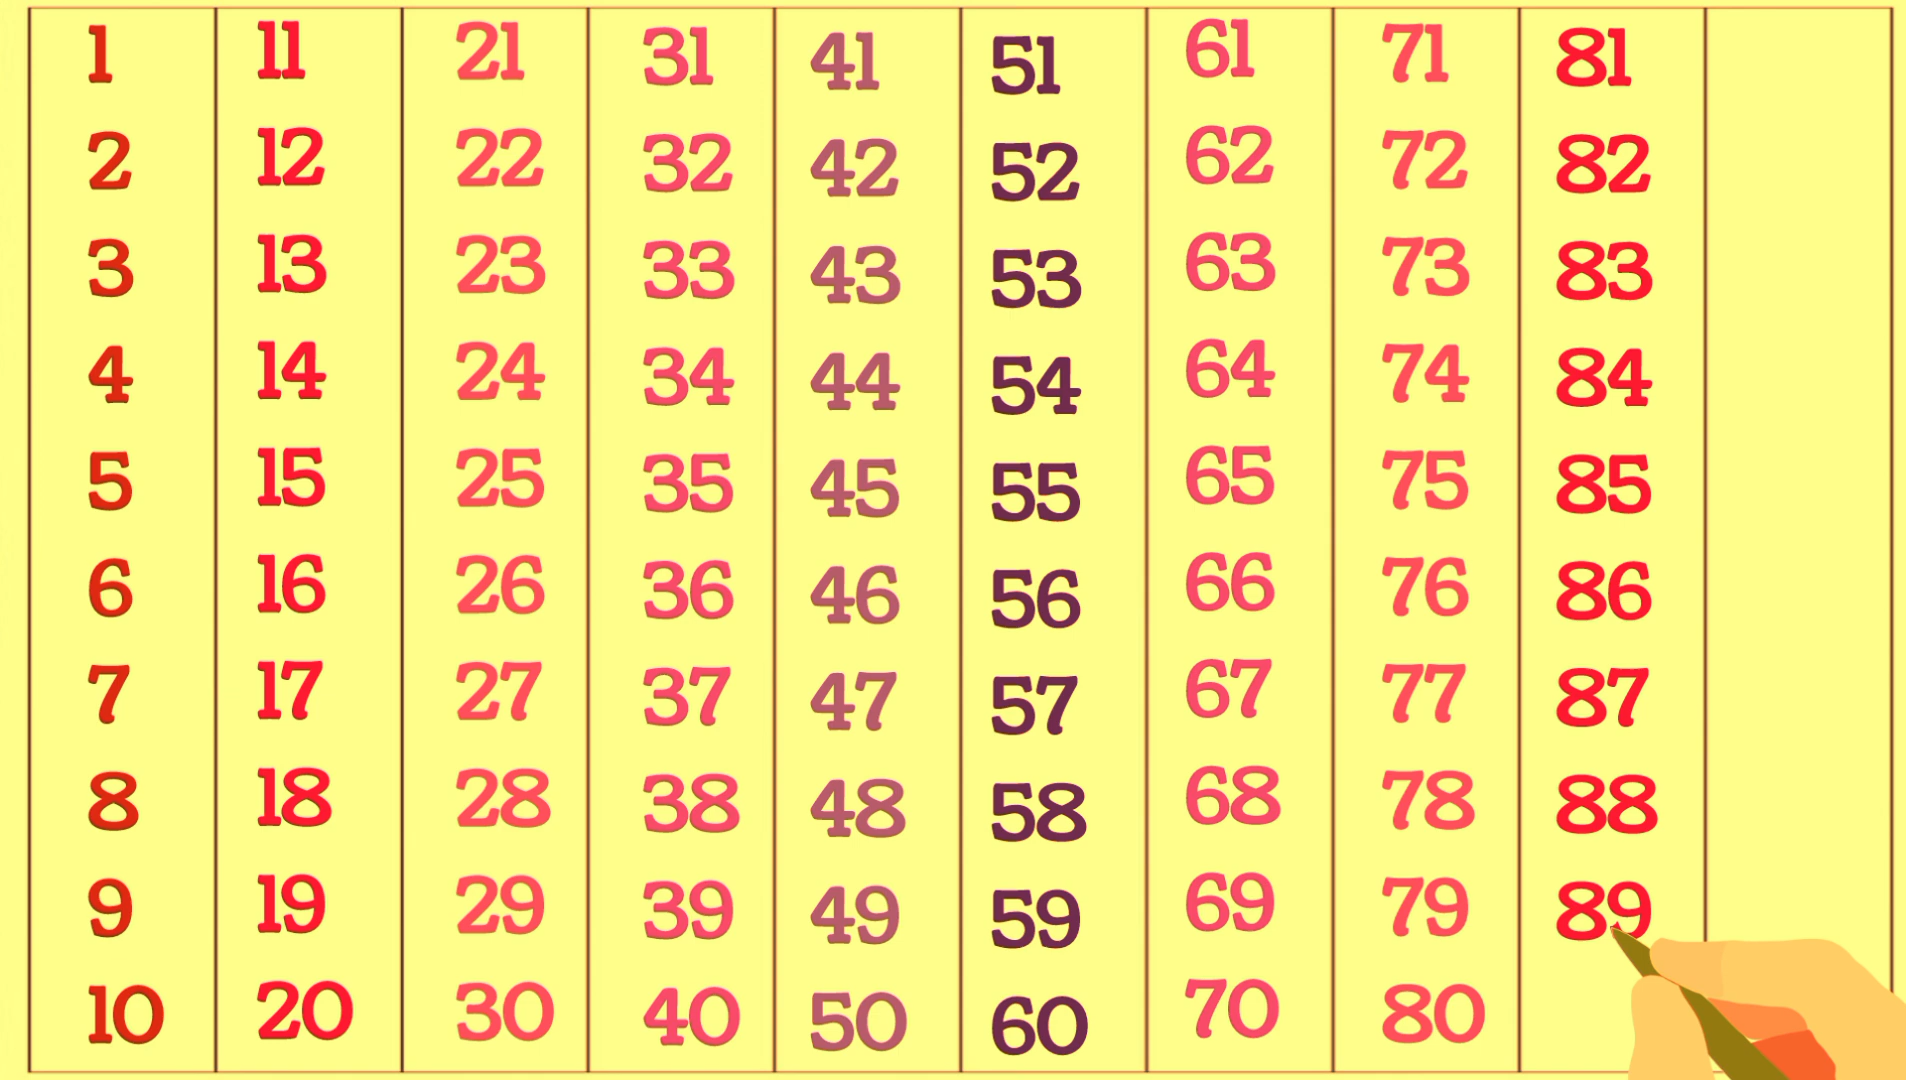 1 11 21 31 41 51 61 71 81
2 12 22 32 42 52 62 72 82
3 13 23 33 43 53 63 73 83
4 14 24 34 44 54 64 74 84
5 15 25 35 45 55 65 75 85
6 16 26 36 46 56 66 76 86
7 17 27 37 47 57 67 77 87
8 18 28 38 48 58 68 78 88
9 19 29 39 49 59 69 79 89
10 20 30 40 50 60 70 80